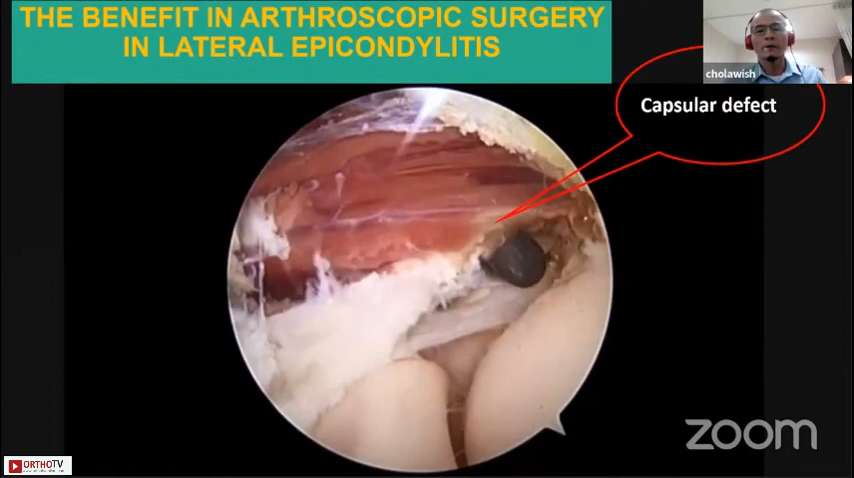 THE BENEFIT IN ARTHROSCOPIC SURGERY
IN LATERAL EPICONDYLITIS
cholawish
Capsular defect
zoom
ORTHOTV